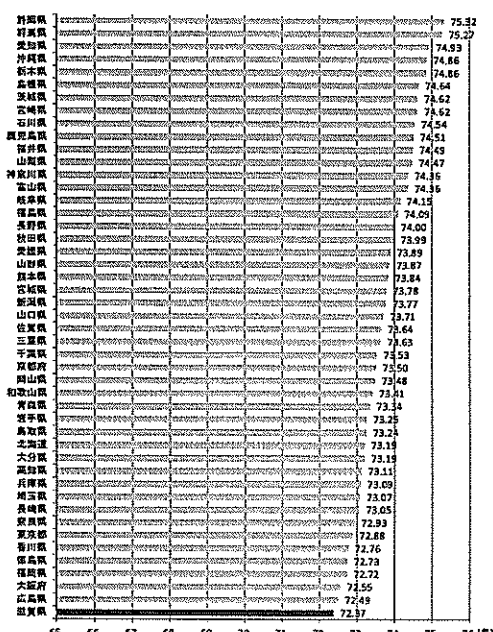 静岡県 75.32
群馬県 75.27
愛知県 74.93
沖縄県 74.86
栃木県 74.86
島根県 74.64
茨城県 74.62
宮崎県 74.62
石川県 74.54
鹿児島県 74.51
福井県 74.49
山梨県 74.47
神奈川県 74.36
富山県 74.36
岐阜県 74.15
福島県 74.09
長野県 74.00
秋田県 73.99
愛媛県 73.89
山形県 73.87
熊本県 73.84
宮城県 73.78
新潟県 73.77
山口県 73.71
佐賀県 73.64
三重県 73.63
千葉県 73.53
京都府 73.50
岡山県 73.48
和歌山県 73.41
青森県 73.34
岩手県 73.25
鳥取県 73.24
北海道 73.19
大分県 73.19
高知県 73.11
兵庫県 73.09
埼玉県 73.07
長崎県 73.05
奈良県 72.93
東京都 72.88
香川県 72.76
徳島県 72.73
福岡県 72.72
大阪府 72.55
広島県 72.49
滋賀県 72.37